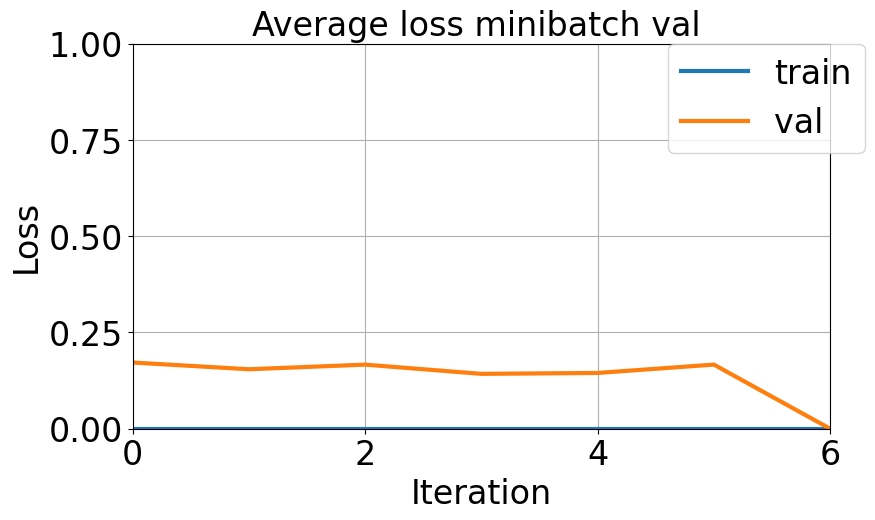 Average loss minibatch val
1.00
0.75
0.50
0.25
0.00
Loss
0
2
4
6
Iteration
train
val